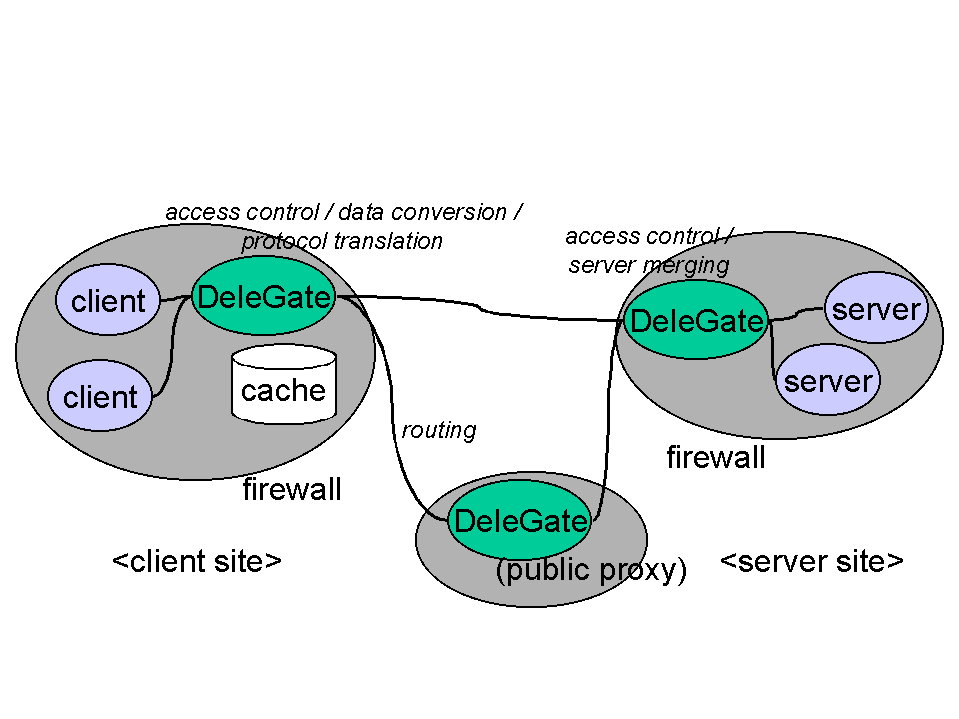 access control / data conversion /
protocol translation
access control /
server merging
client
DeleGate
DeleGate
server
client
cache
server
routing
firewall
firewall
DeleGate
(public proxy)
<client site>
<server site>